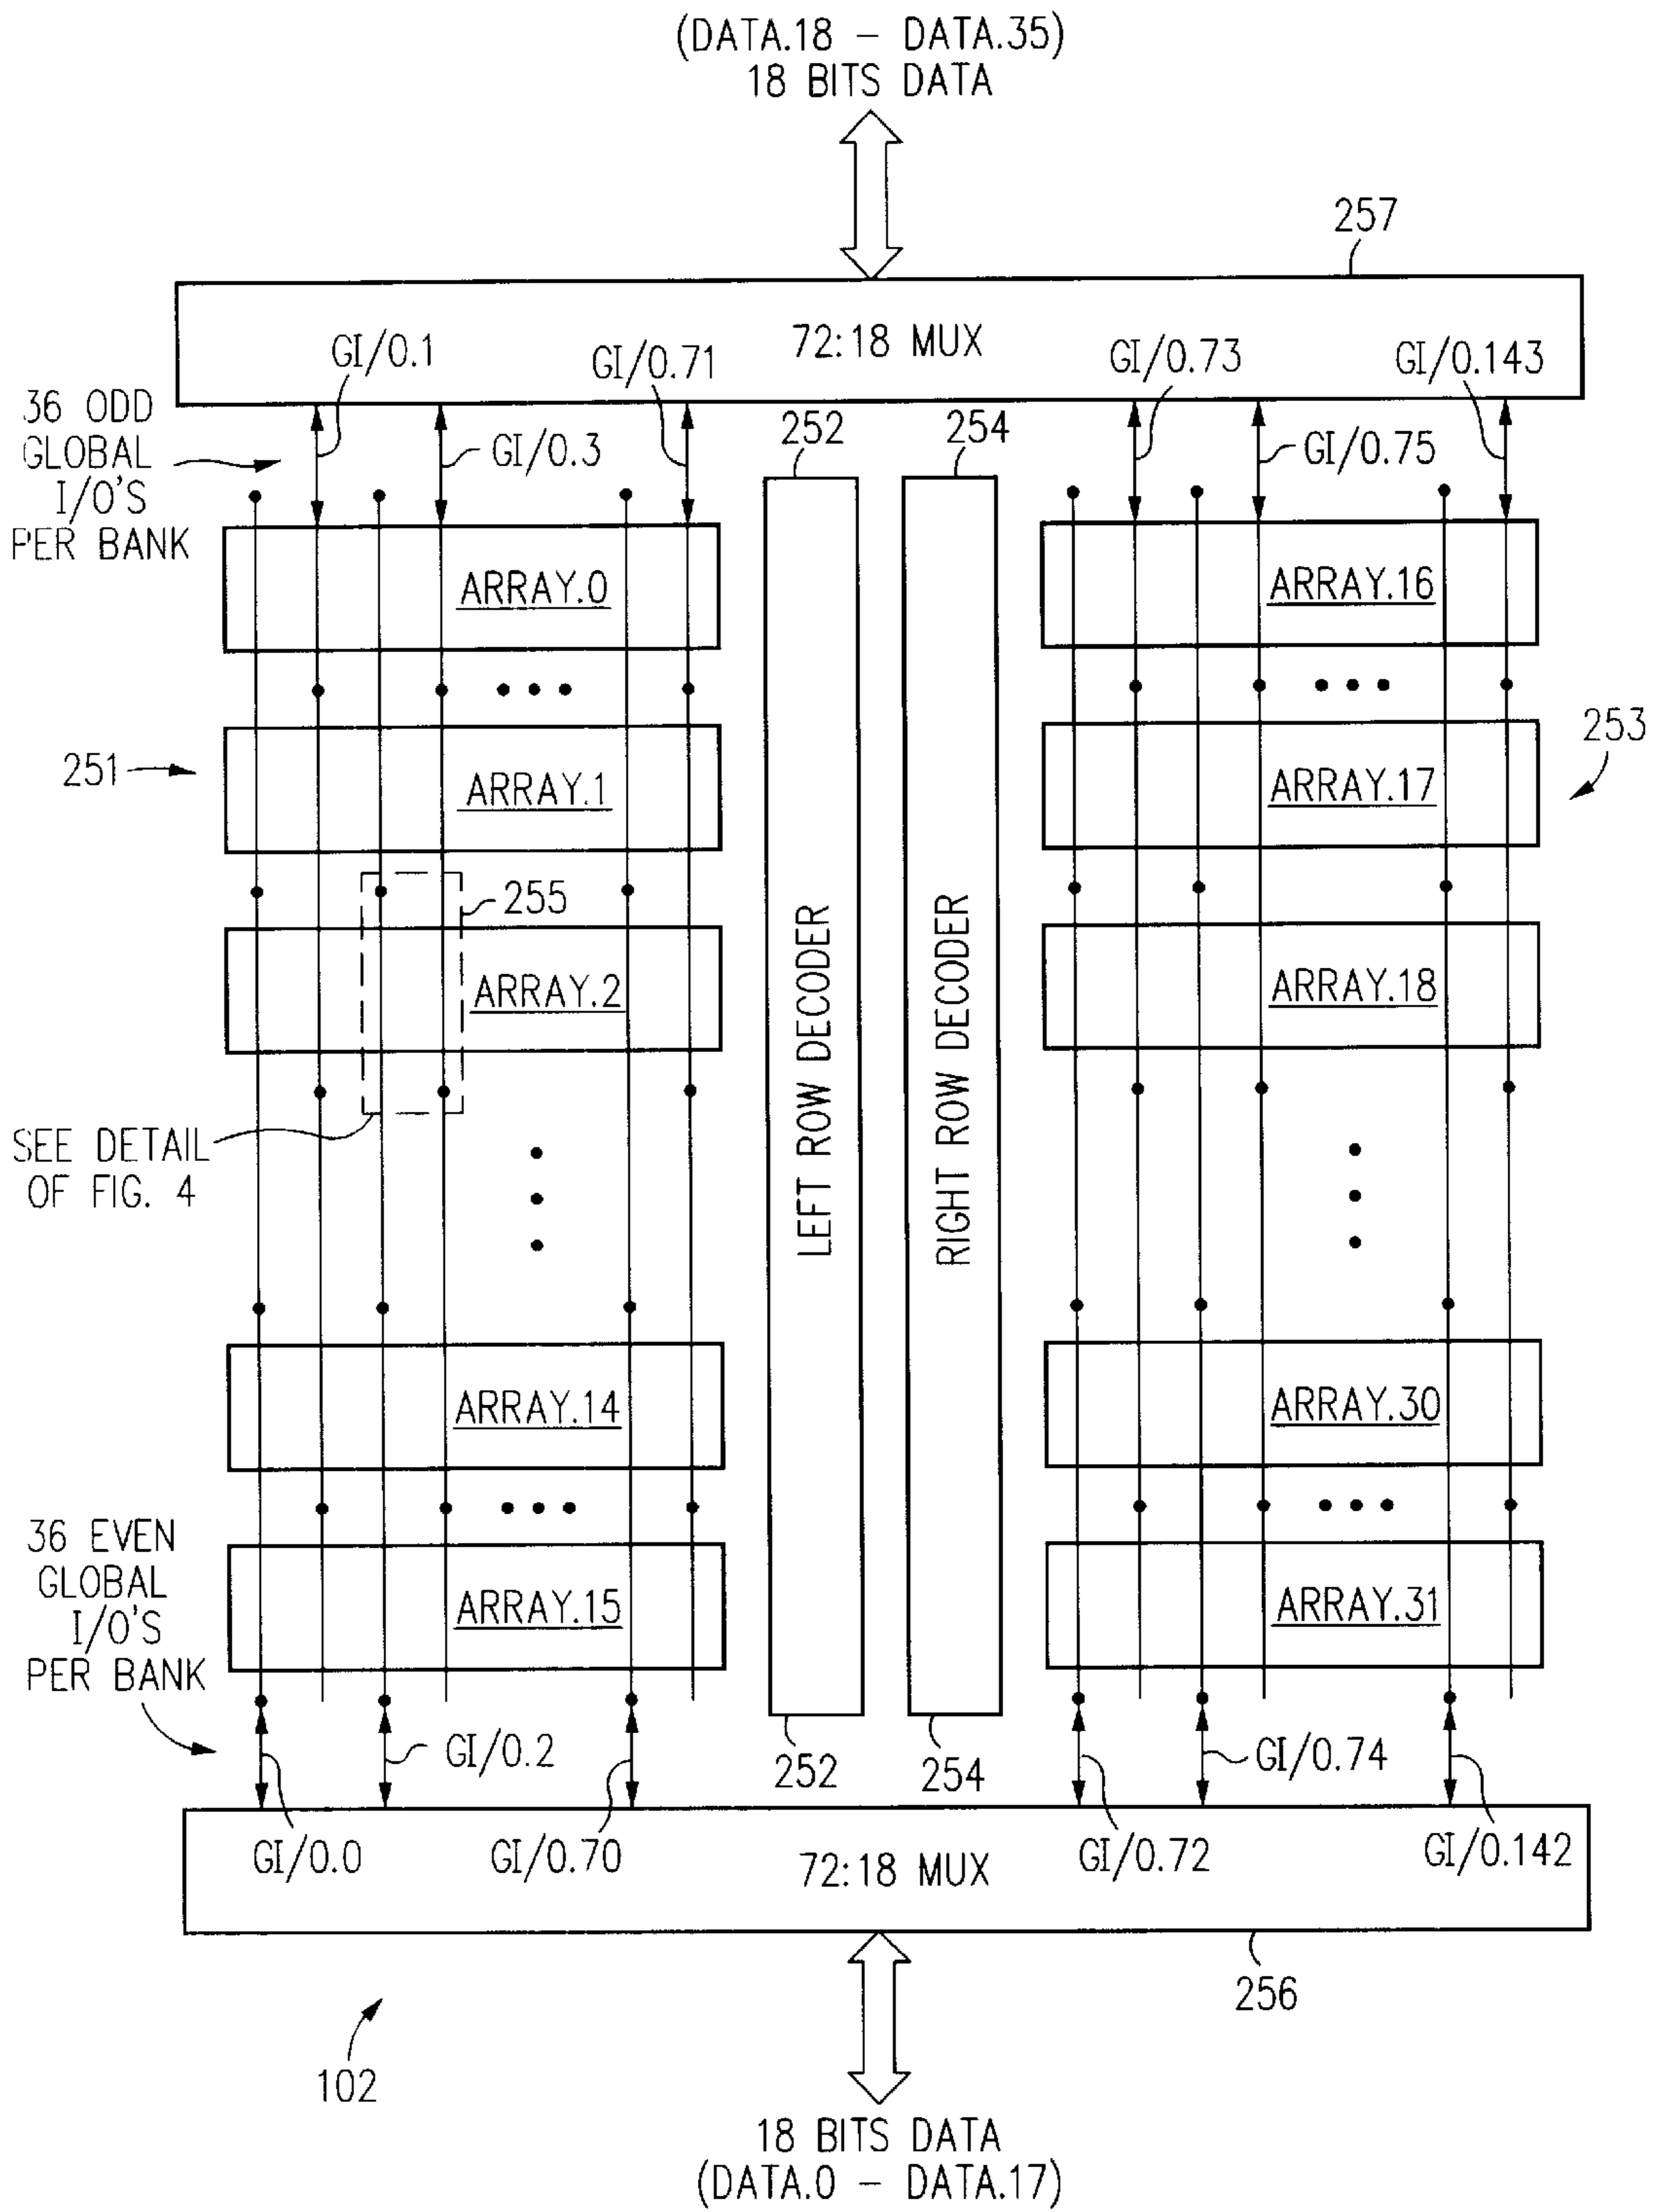 (DATA.18 – DATA.35)
18 BITS DATA
257
72:18 MUX
GI/0.1
GI/0.71
GI/0.73
GI/0.143
36 ODD
GLOBAL
I/O'S
PER BANK
GI/0.3
252
254
GI/0.75
ARRAY.0
ARRAY.16
251
ARRAY.1
ARRAY.17
253
255
ARRAY.2
ARRAY.18
SEE DETAIL
OF FIG. 4
LEFT ROW DECODER
RIGHT ROW DECODER
ARRAY.14
ARRAY.30
36 EVEN
GLOBAL
I/O'S
PER BANK
ARRAY.15
ARRAY.31
GI/0.2
252
254
GI/0.74
GI/0.0
GI/0.70
72:18 MUX
GI/0.72
GI/0.142
256
102
18 BITS DATA
(DATA.0 – DATA.17)